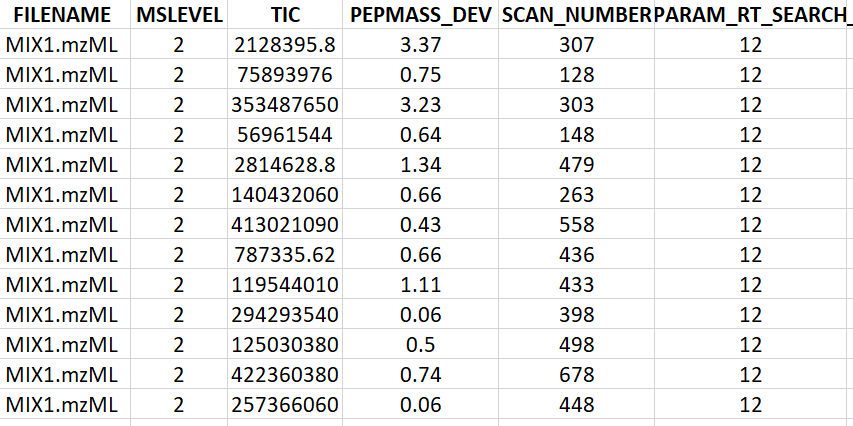 FILENAME MSLEVEL TIC PEPMASS_DEV SCAN_NUMBER PARAM_RT_SEARCH_
MIX1.mzML 2 2128395.8 3.37 307 12
MIX1.mzML 2 75893976 0.75 128 12
MIX1.mzML 2 353487650 3.23 303 12
MIX1.mzML 2 56961544 0.64 148 12
MIX1.mzML 2 2814628.8 1.34 479 12
MIX1.mzML 2 140432060 0.66 263 12
MIX1.mzML 2 413021090 0.43 558 12
MIX1.mzML 2 787335.62 0.66 436 12
MIX1.mzML 2 119544010 1.11 433 12
MIX1.mzML 2 294293540 0.06 398 12
MIX1.mzML 2 125030380 0.5 498 12
MIX1.mzML 2 422360380 0.74 678 12
MIX1.mzML 2 257366060 0.06 448 12